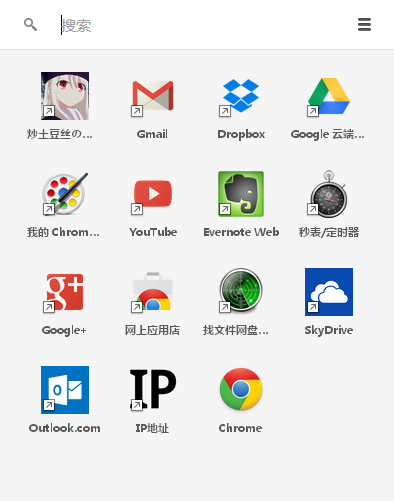 搜索
炒土豆丝の...
Gmail
Dropbox
Google 云端...
我的 Chrom...
YouTube
Evernote Web
秒表/定时器
g+
Google+
网上应用店
找文件网盘...
SkyDrive
IP
Outlook.com
IP地址
Chrome